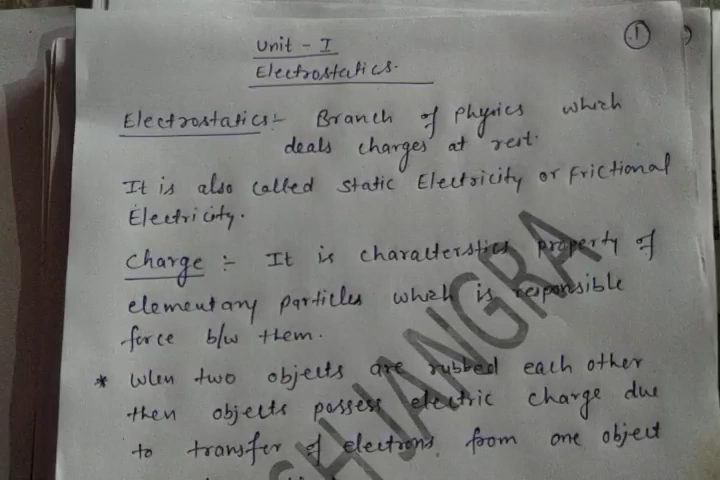 1
Unit - I
Electrostatics.
Electrostatics:- Branch of physics which
deals charges at rest.
It is also called static Electricity or Frictional
Electricity.
Charge :- It is characterstics property of
elementary particles which is responsible
force b/w them.
* When two objects are rubbed each other
then objects possess electric charge due
to transfer of electrons from one object
SH JANGRA